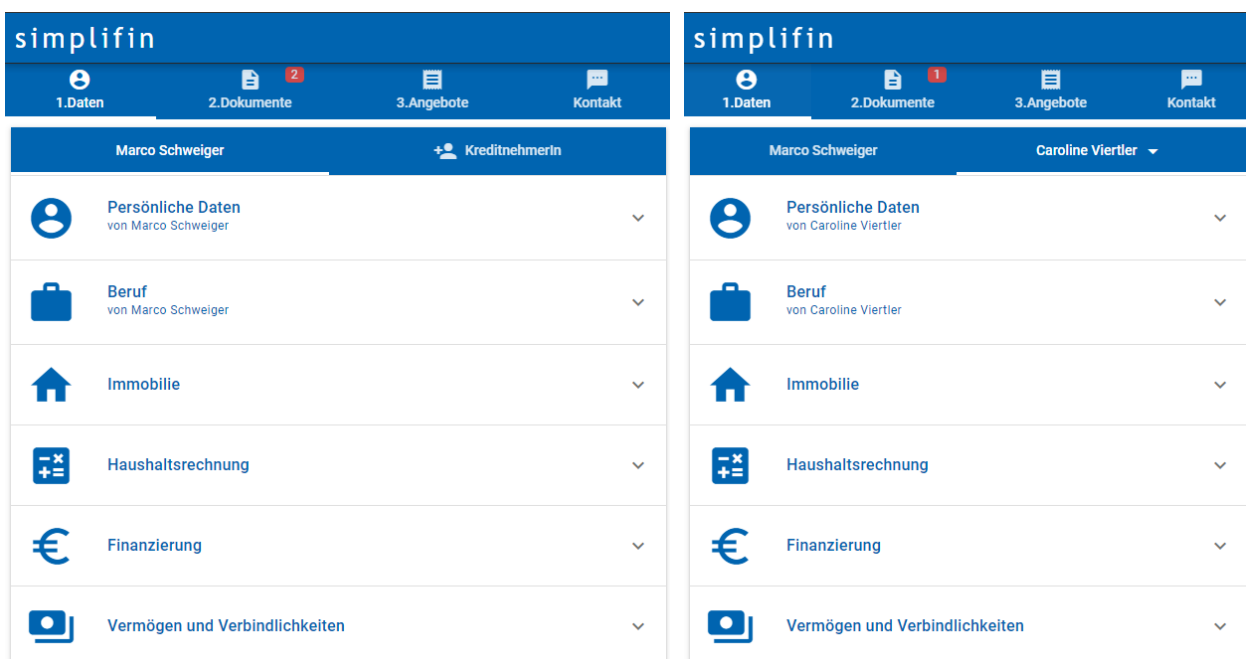 simplifin
2
1.Daten 2.Dokumente 3.Angebote Kontakt
Marco Schweiger KreditnehmerIn
Persönliche Daten
von Marco Schweiger
Beruf
von Marco Schweiger
Immobilie
Haushaltsrechnung
Finanzierung
Vermögen und Verbindlichkeiten
simplifin
1
1.Daten 2.Dokumente 3.Angebote Kontakt
Marco Schweiger Caroline Viertler
Persönliche Daten
von Caroline Viertler
Beruf
von Caroline Viertler
Immobilie
Haushaltsrechnung
Finanzierung
Vermögen und Verbindlichkeiten